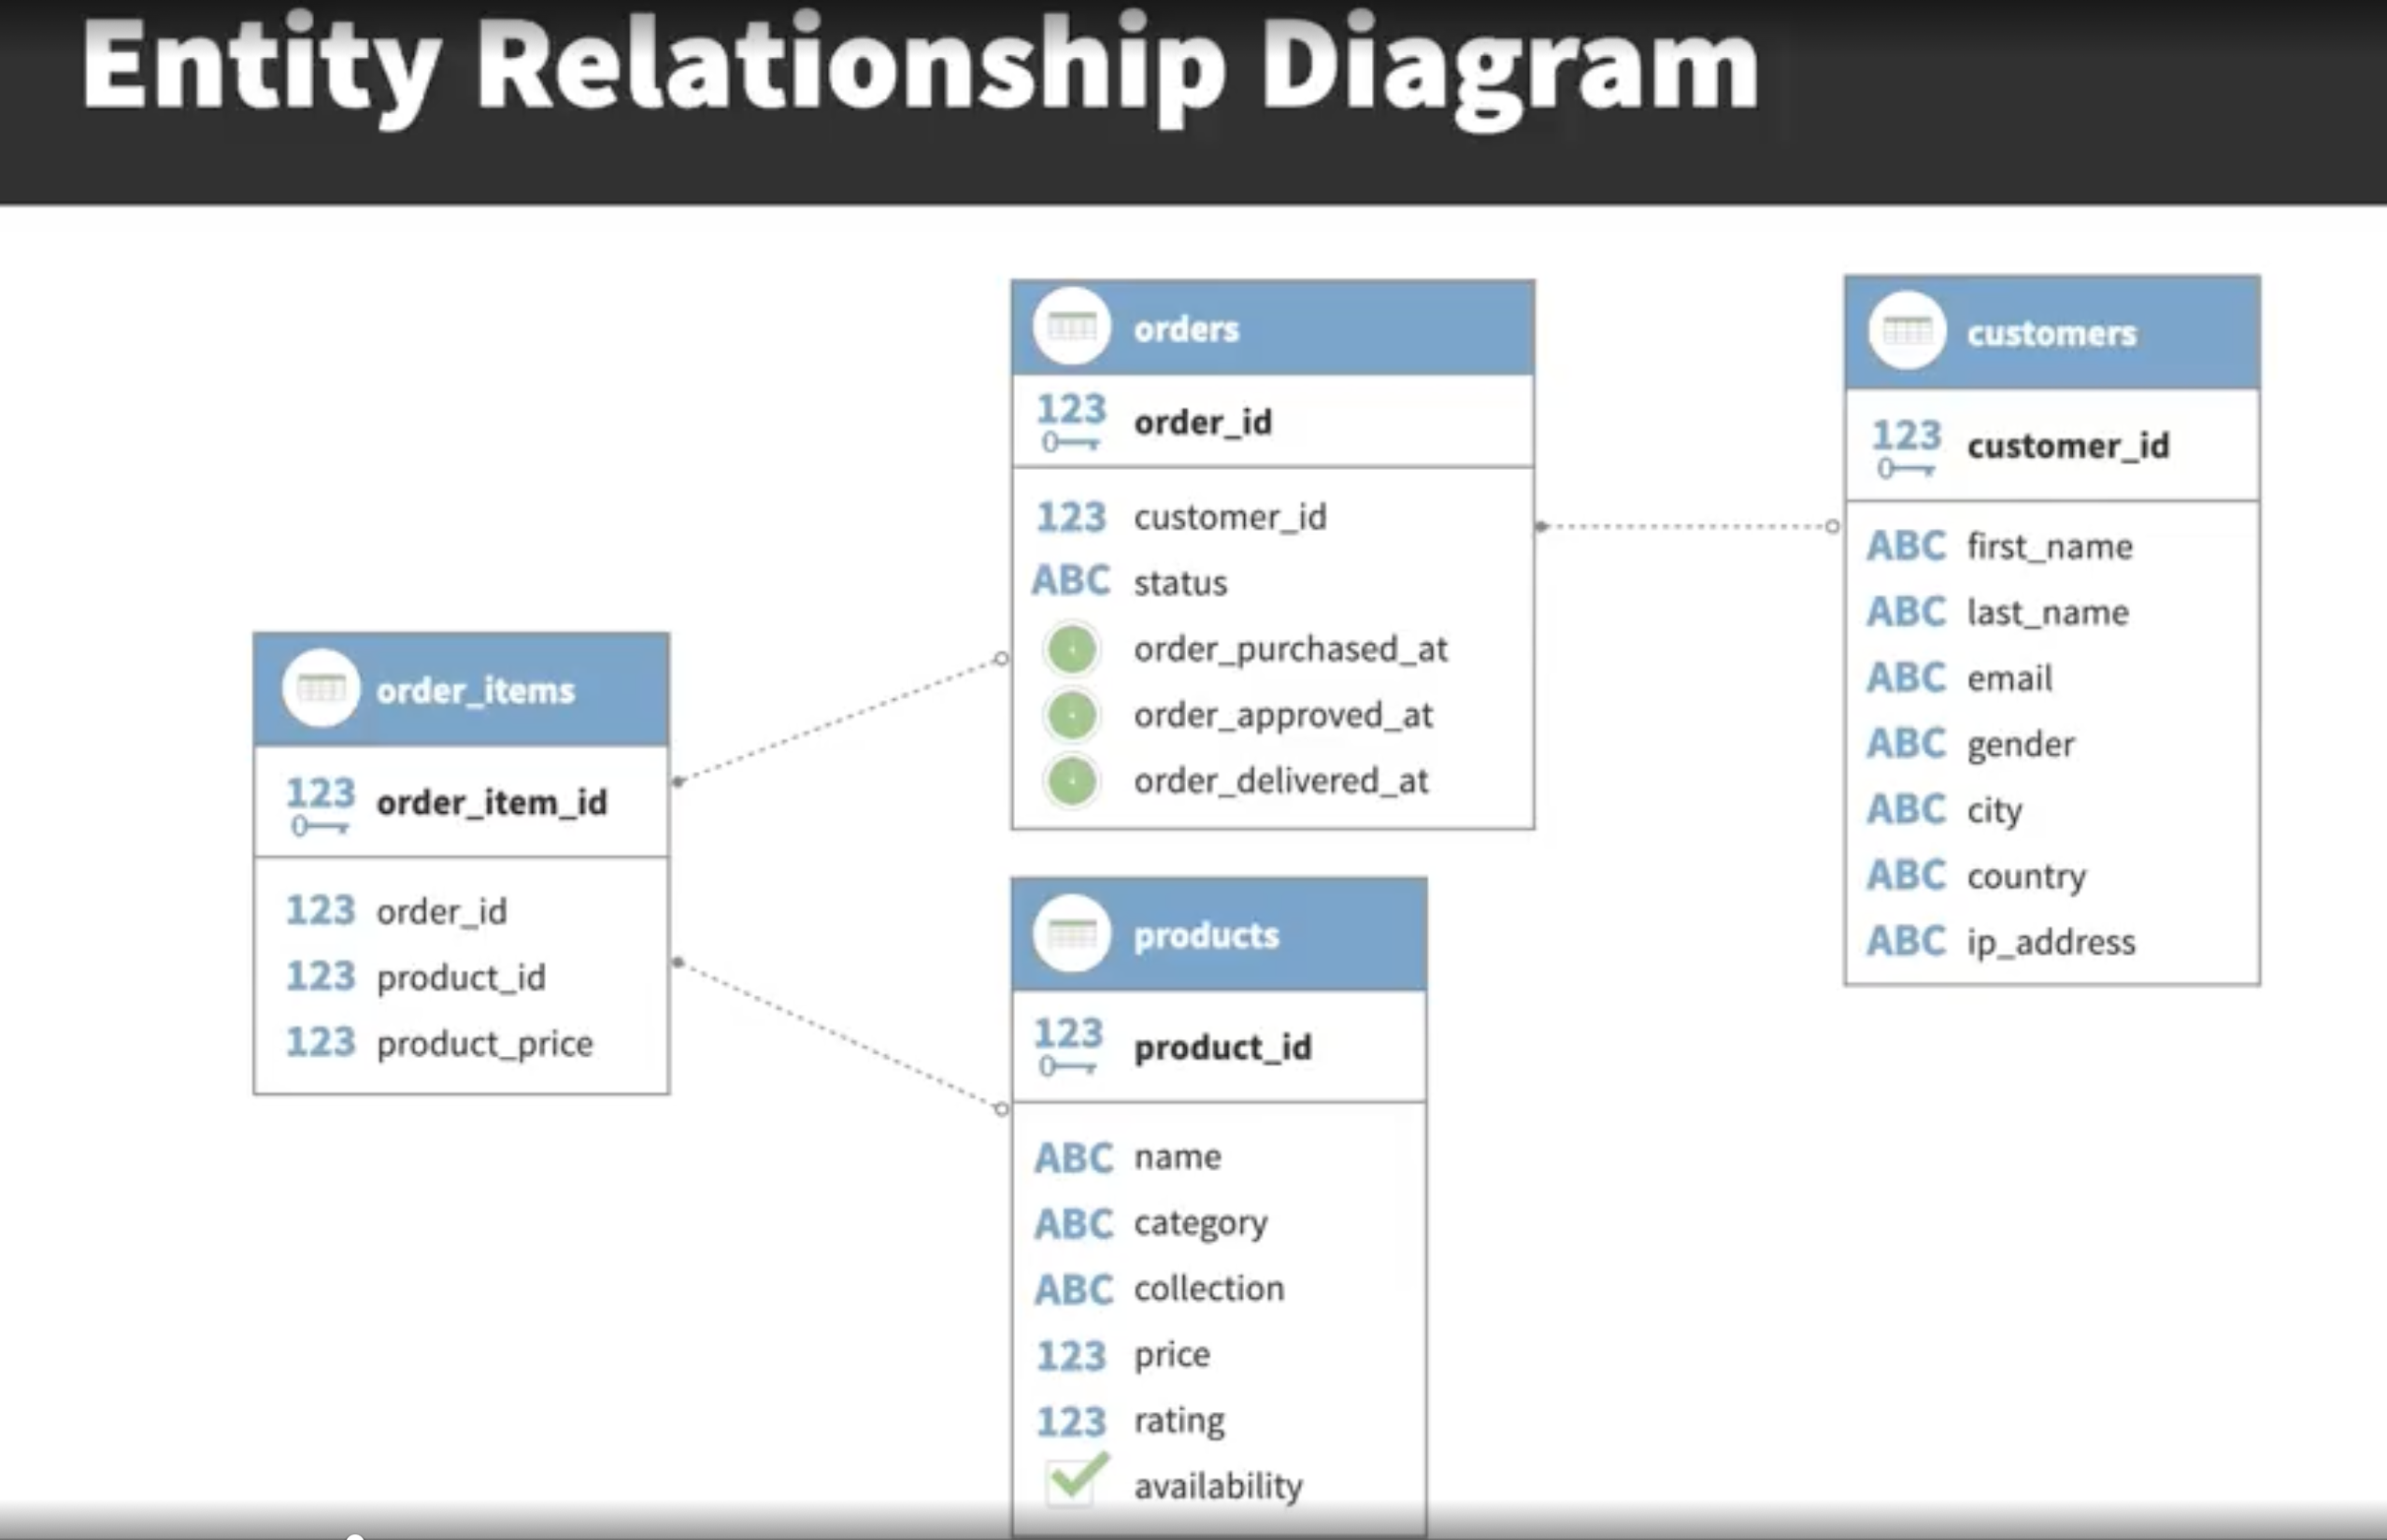 Entity Relationship Diagram
orders
123 order_id
123 customer_id
ABC status
order_purchased_at
order_approved_at
order_delivered_at
customers
123 customer_id
ABC first_name
ABC last_name
ABC email
ABC gender
ABC city
ABC country
ABC ip_address
order_items
123 order_item_id
123 order_id
123 product_id
123 product_price
products
123 product_id
ABC name
ABC category
ABC collection
123 price
123 rating
availability